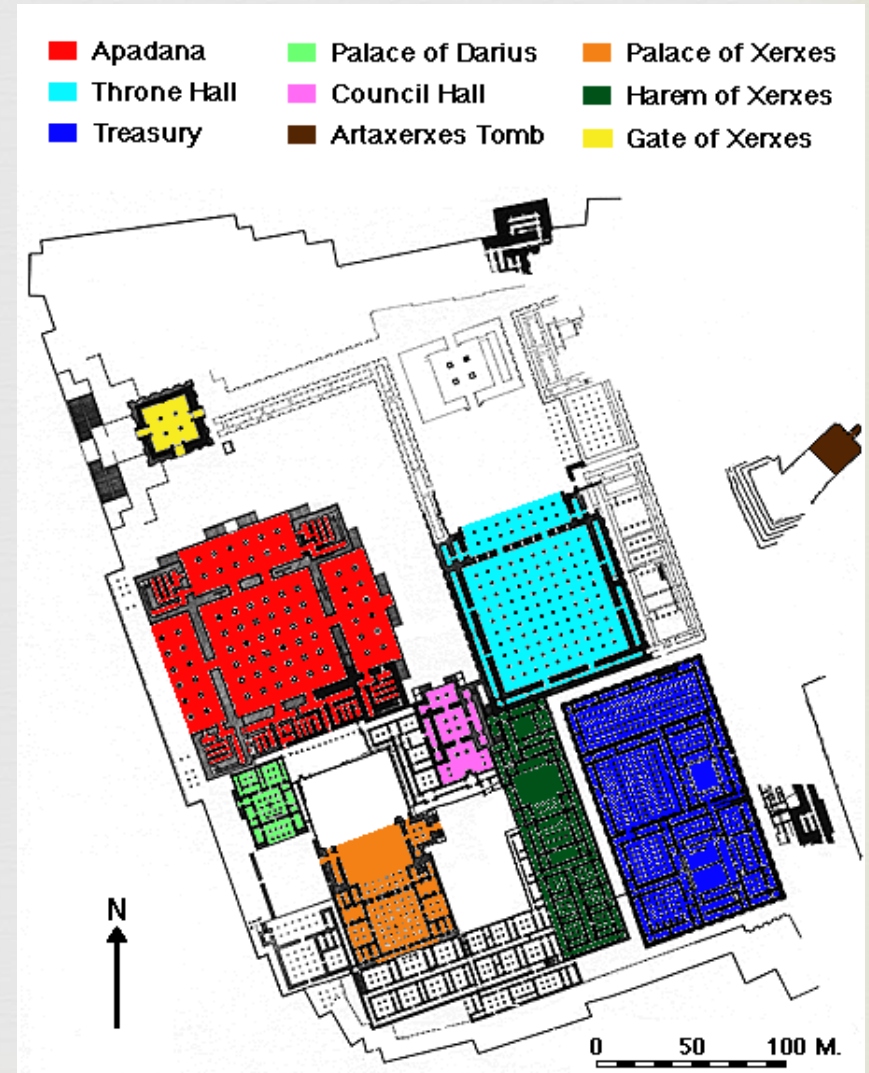 Apadana
Palace of Darius
Palace of Xerxes
Throne Hall
Council Hall
Harem of Xerxes
Treasury
Artaxerxes Tomb
Gate of Xerxes
N
0 50 100 M.